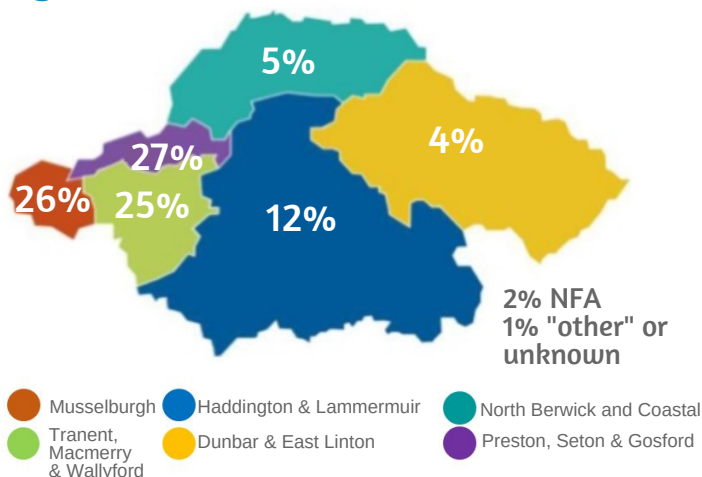 5%
4%
27%
26%
25%
12%
2% NFA
1% "other" or
unknown
Musselburgh
Haddington & Lammermuir
North Berwick and Coastal
Tranent,
Macmerry
& Wallyford
Dunbar & East Linton
Preston, Seton & Gosford